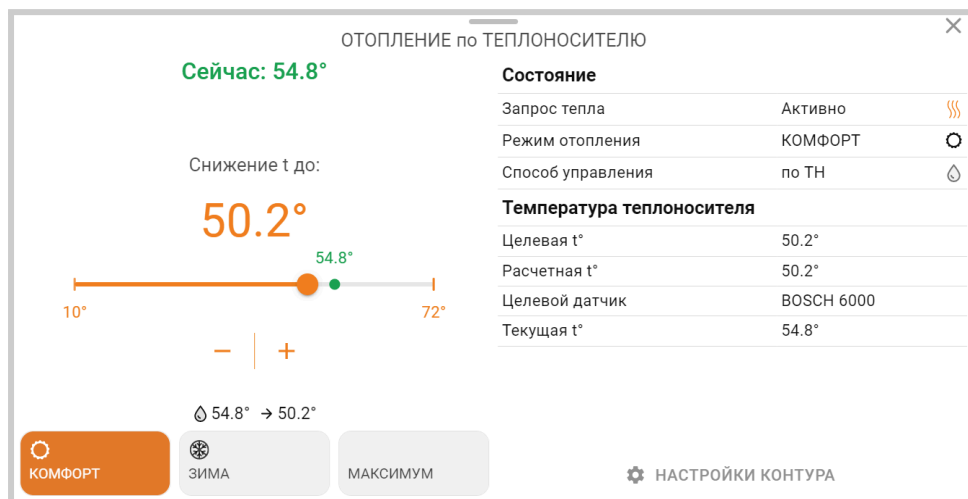 ОТОПЛЕНИЕ по ТЕПЛОНОСИТЕЛЮ
Сейчас: 54.8°
Снижение t до:
50.2°
54.8°
10° 72°
− +
54.8° → 50.2°
КОМФОРТ
ЗИМА
МАКСИМУМ
Состояние
Запрос тепла Активно
Режим отопления КОМФОРТ
Способ управления по ТН
Температура теплоносителя
Целевая t° 50.2°
Расчетная t° 50.2°
Целевой датчик BOSCH 6000
Текущая t° 54.8°
НАСТРОЙКИ КОНТУРА